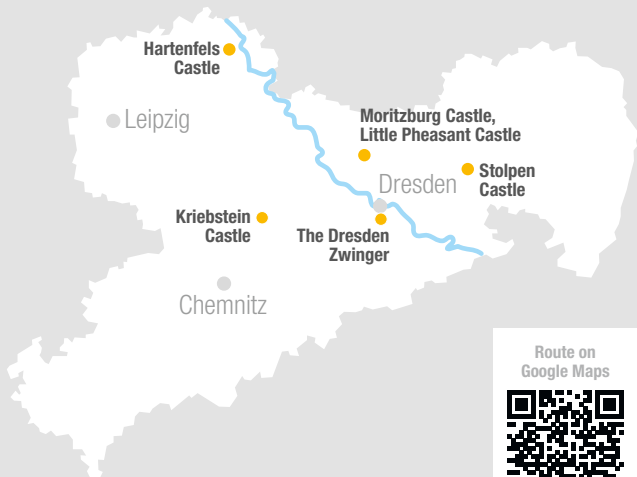 Hartenfels
Castle
Leipzig
Moritzburg Castle,
Little Pheasant Castle
Dresden
Stolpen
Castle
Kriebstein
Castle
The Dresden
Zwinger
Chemnitz
Route on
Google Maps